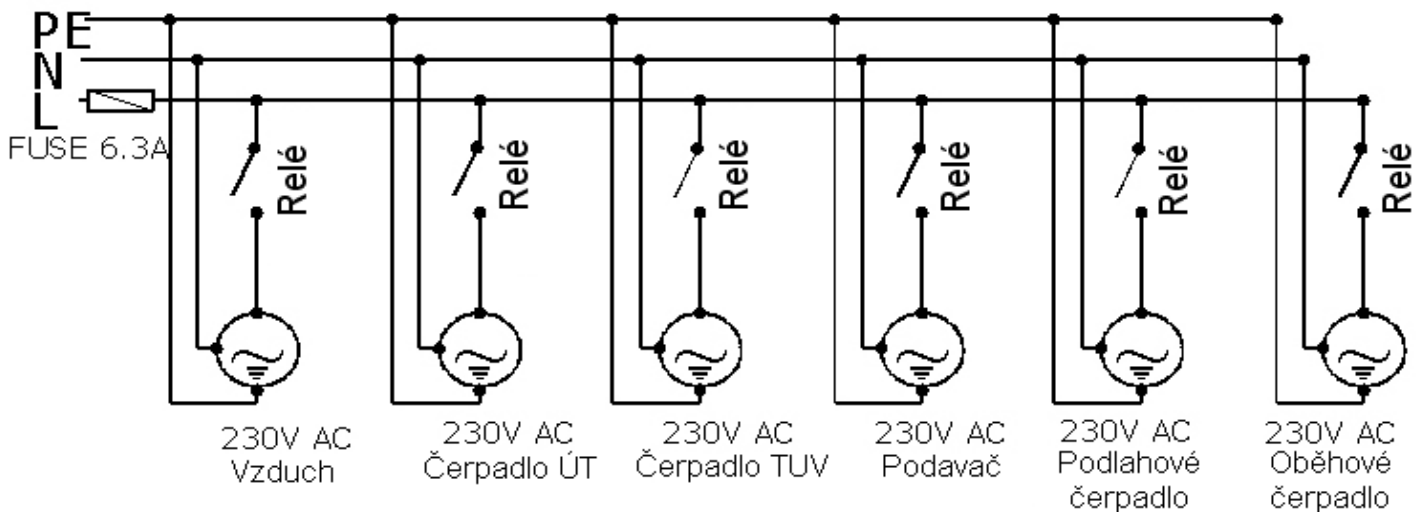 PE
N
L
FUSE 6.3A
Relé
Relé
Relé
Relé
Relé
Relé
230V AC
Vzduch
230V AC
Čerpadlo ÚT
230V AC
Čerpadlo TUV
230V AC
Podavač
230V AC
Podlahové
čerpadlo
230V AC
Oběhové
čerpadlo